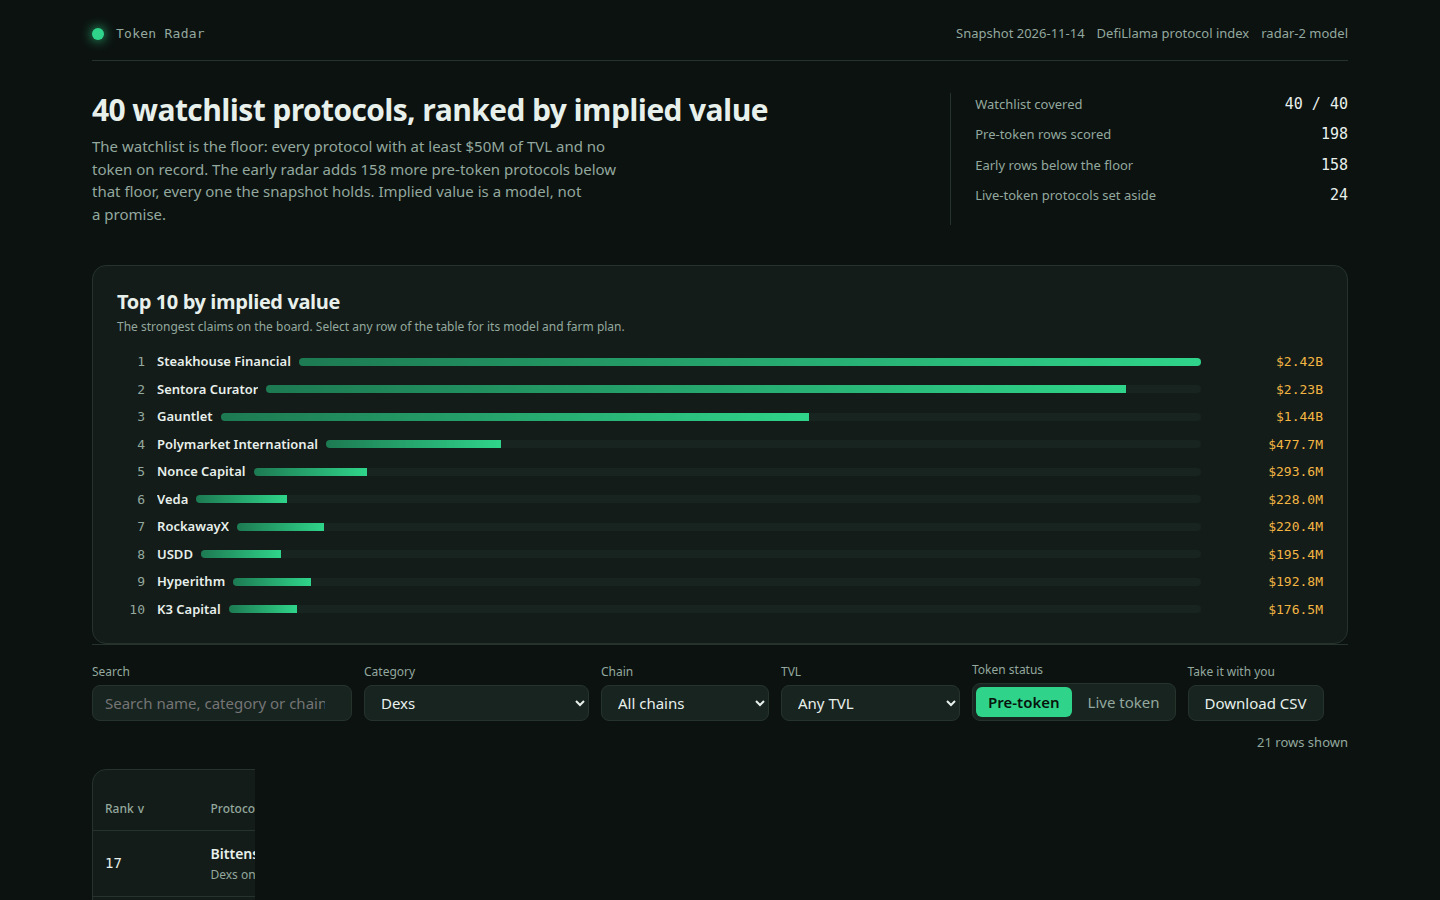 Token Radar
Snapshot 2026-11-14 DefiLlama protocol index radar-2 model
40 watchlist protocols, ranked by implied value
The watchlist is the floor: every protocol with at least $50M of TVL and no
token on record. The early radar adds 158 more pre-token protocols below
that floor, every one the snapshot holds. Implied value is a model, not
a promise.
Watchlist covered 40 / 40
Pre-token rows scored 198
Early rows below the floor 158
Live-token protocols set aside 24
Top 10 by implied value
The strongest claims on the board. Select any row of the table for its model and farm plan.
1 Steakhouse Financial $2.42B
2 Sentora Curator $2.23B
3 Gauntlet $1.44B
4 Polymarket International $477.7M
5 Nonce Capital $293.6M
6 Veda $228.0M
7 RockawayX $220.4M
8 USDD $195.4M
9 Hyperithm $192.8M
10 K3 Capital $176.5M
Search Category Chain TVL Token status Take it with you
Search name, category or chain Dexs All chains Any TVL Pre-token Live token Download CSV
21 rows shown
Rank v Protoco
17 Bittens
Dexs on